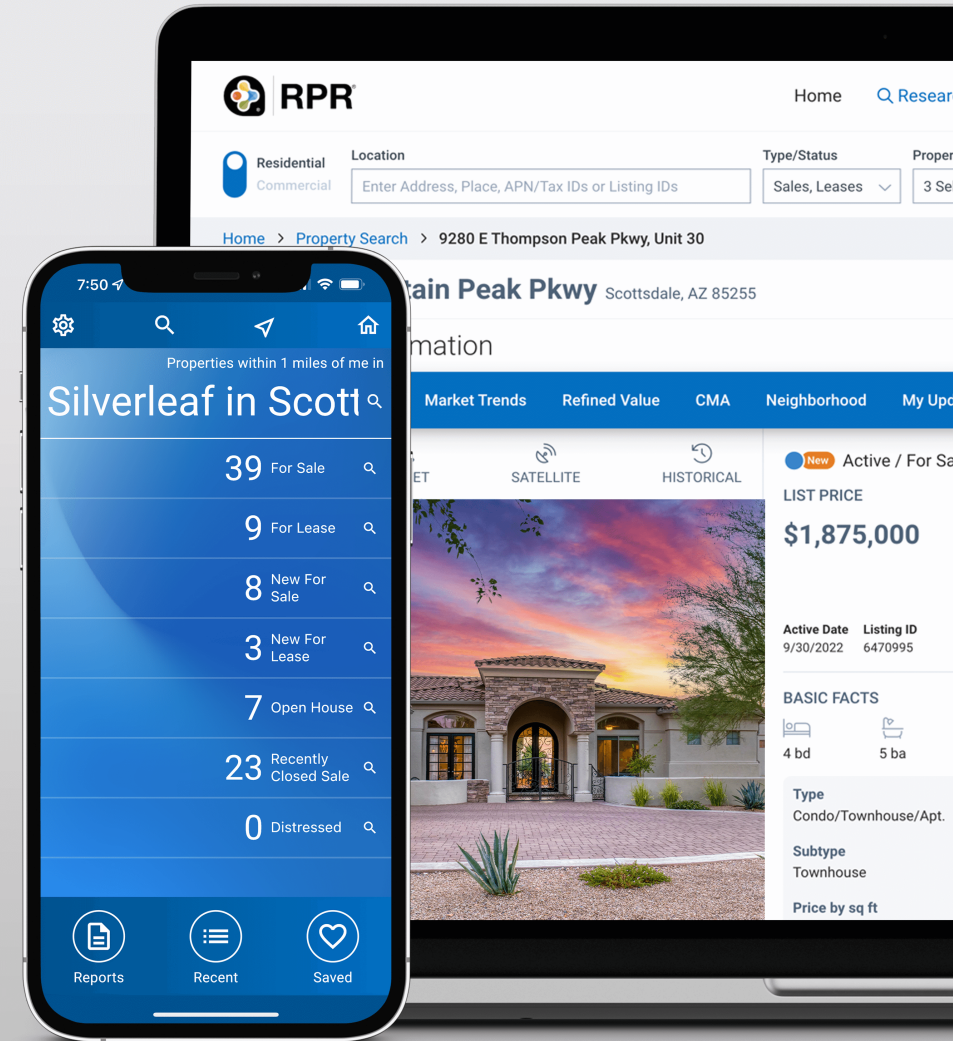 RPR
Home
Resear
Residential
Commercial
Location
Enter Address, Place, APN/Tax IDs or Listing IDs
Type/Status
Sales, Leases
Proper
3 Sel
Home > Property Search > 9280 E Thompson Peak Pkwy, Unit 30
tain Peak Pkwy Scottsdale, AZ 85255
mation
Market Trends
Refined Value
CMA
Neighborhood
My Upd
ET
SATELLITE
HISTORICAL
New Active / For Sa
LIST PRICE
$1,875,000
Active Date Listing ID
9/30/2022 6470995
BASIC FACTS
4 bd 5 ba
Type
Condo/Townhouse/Apt.
Subtype
Townhouse
Price by sq ft
7:50
Properties within 1 miles of me in
Silverleaf in Scott
39 For Sale
9 For Lease
8 New For
Sale
3 New For
Lease
7 Open House
23 Recently
Closed Sale
0 Distressed
Reports
Recent
Saved